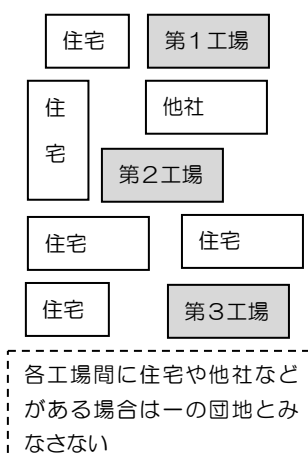 住宅
第１工場
住
宅
他社
第２工場
住宅
住宅
住宅
第３工場
各工場間に住宅や他社など
がある場合は一の団地とみ
なさない